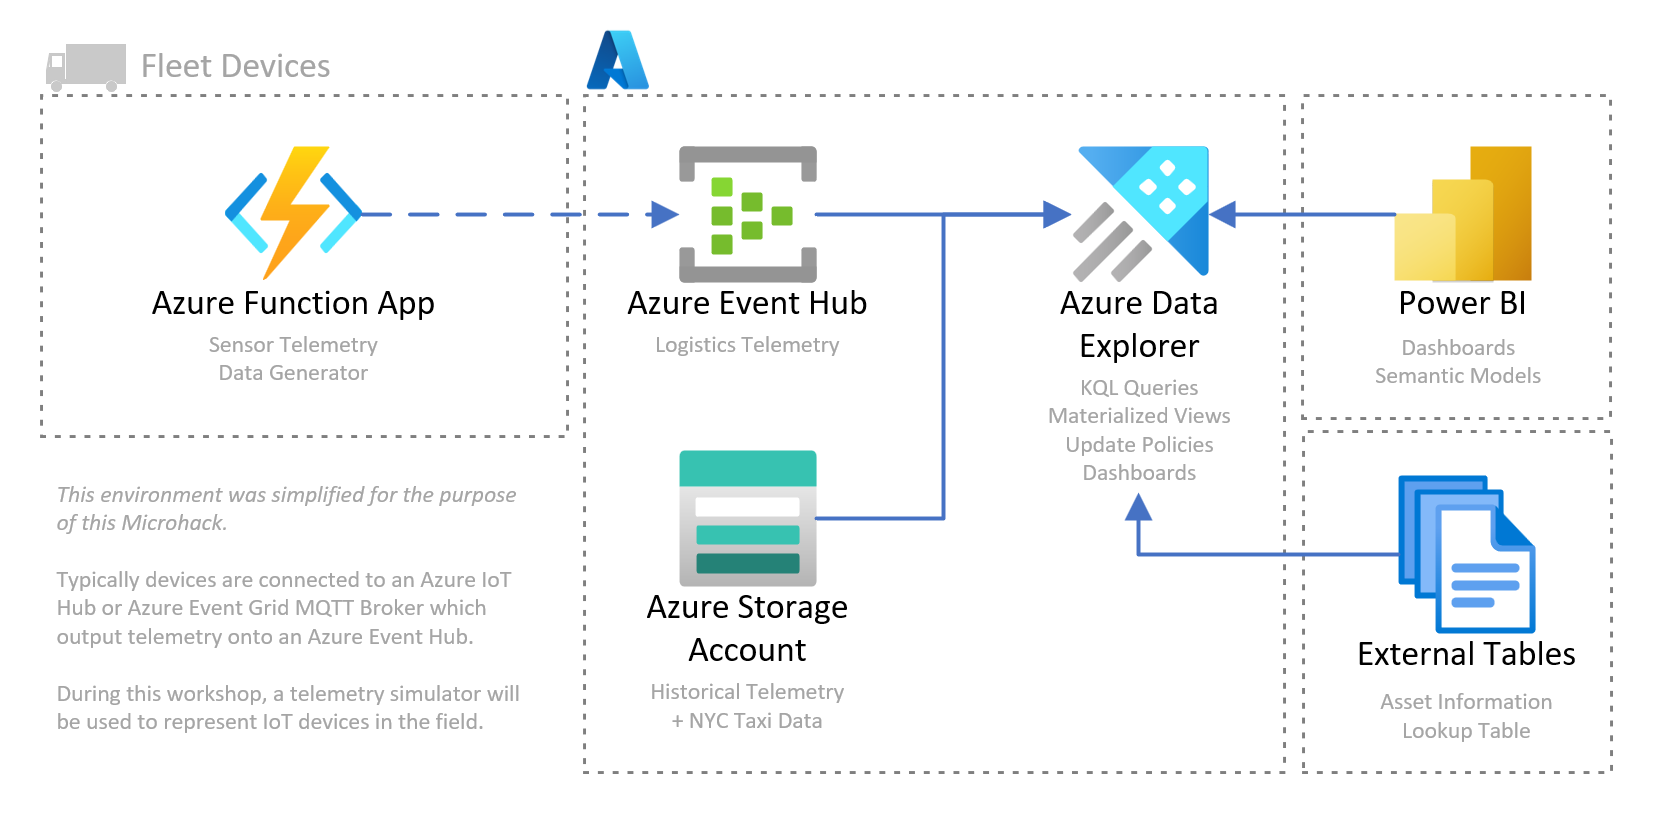 Fleet Devices
Azure Function App
Sensor Telemetry
Data Generator
This environment was simplified for the purpose
of this Microhack.
Typically devices are connected to an Azure IoT
Hub or Azure Event Grid MQTT Broker which
output telemetry onto an Azure Event Hub.
During this workshop, a telemetry simulator will
be used to represent IoT devices in the field.
Azure Event Hub
Logistics Telemetry
Azure Storage
Account
Historical Telemetry
+ NYC Taxi Data
Azure Data
Explorer
KQL Queries
Materialized Views
Update Policies
Dashboards
Power BI
Dashboards
Semantic Models
External Tables
Asset Information
Lookup Table